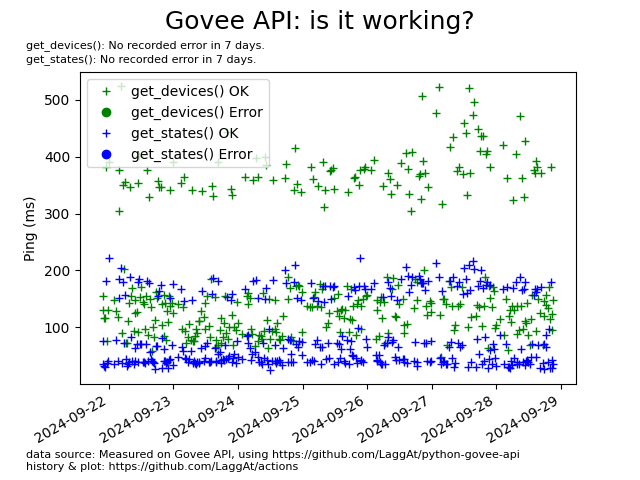 Govee API: is it working?
get_devices(): No recorded error in 7 days.
get_states(): No recorded error in 7 days.
get_devices() OK
get_devices() Error
get_states() OK
get_states() Error
Ping (ms)
500
400
300
200
100
2024-09-22
2024-09-23
2024-09-24
2024-09-25
2024-09-26
2024-09-27
2024-09-28
2024-09-29
data source: Measured on Govee API, using https://github.com/LaggAt/python-govee-api
history & plot: https://github.com/LaggAt/actions